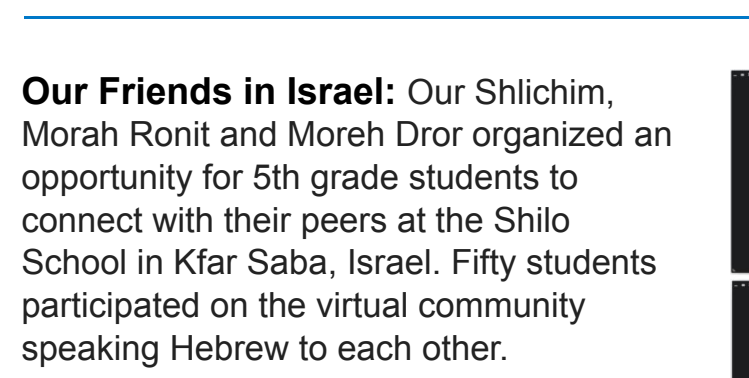 Our Friends in Israel: Our Shlichim,
Morah Ronit and Moreh Dror organized an
opportunity for 5th grade students to
connect with their peers at the Shilo
School in Kfar Saba, Israel. Fifty students
participated on the virtual community
speaking Hebrew to each other.